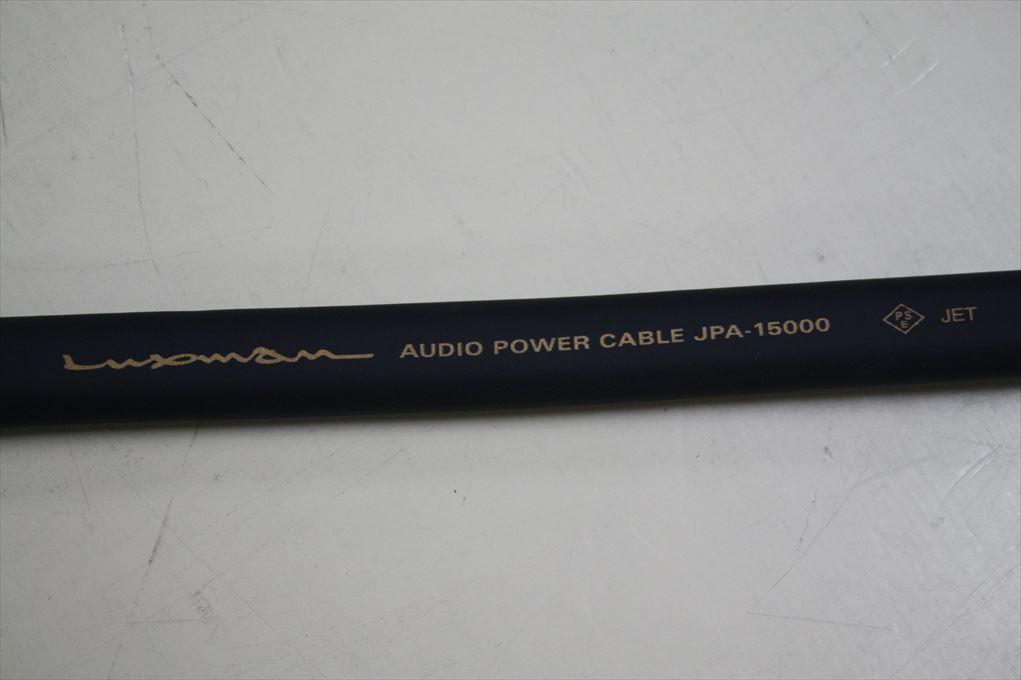 Luxman AUDIO POWER CABLE JPA-15000 PSE JET